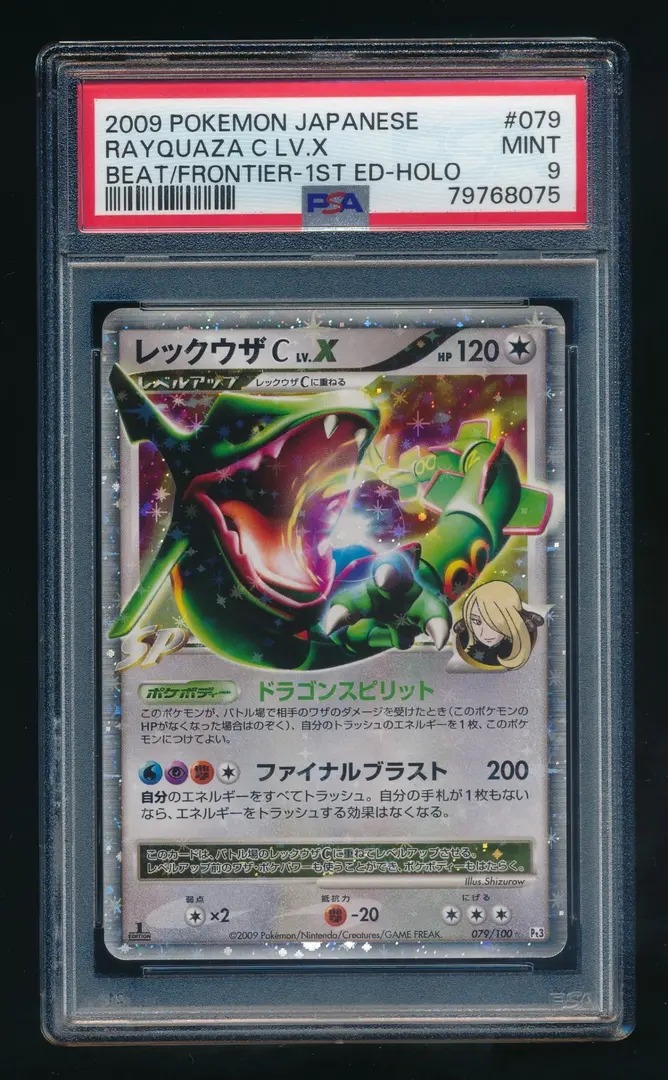 2009 POKEMON JAPANESE #079
RAYQUAZA C LV.X MINT
BEAT/FRONTIER-1ST ED-HOLO 9
PSA 79768075
レックウザC LV.X HP 120
レベルアップ レックウザCに重ねる
SP
ポケボディー ドラゴンスピリット
このポケモンが、バトル場で相手のワザのダメージを受けたとき(このポケモンの
HPがなくなった場合はのぞく)、自分のトラッシュのエネルギーを1枚、このポケ
モンにつけてよい。
ファイナルブラスト 200
自分のエネルギーをすべてトラッシュ。自分の手札が1枚もない
なら、エネルギーをトラッシュする効果はなくなる。
このカードは、バトル場のレックウザCに重ねてレベルアップさせる。
レベルアップ前のワザ・ポケパワーも使うことができ、ポケボディーもはたらく。
Illus.Shizurow
弱点 抵抗力 にげる
×2 -20
1 EDITION ©2009 Pokémon/Nintendo/Creatures/GAME FREAK. 079/100 Pt3
PSA